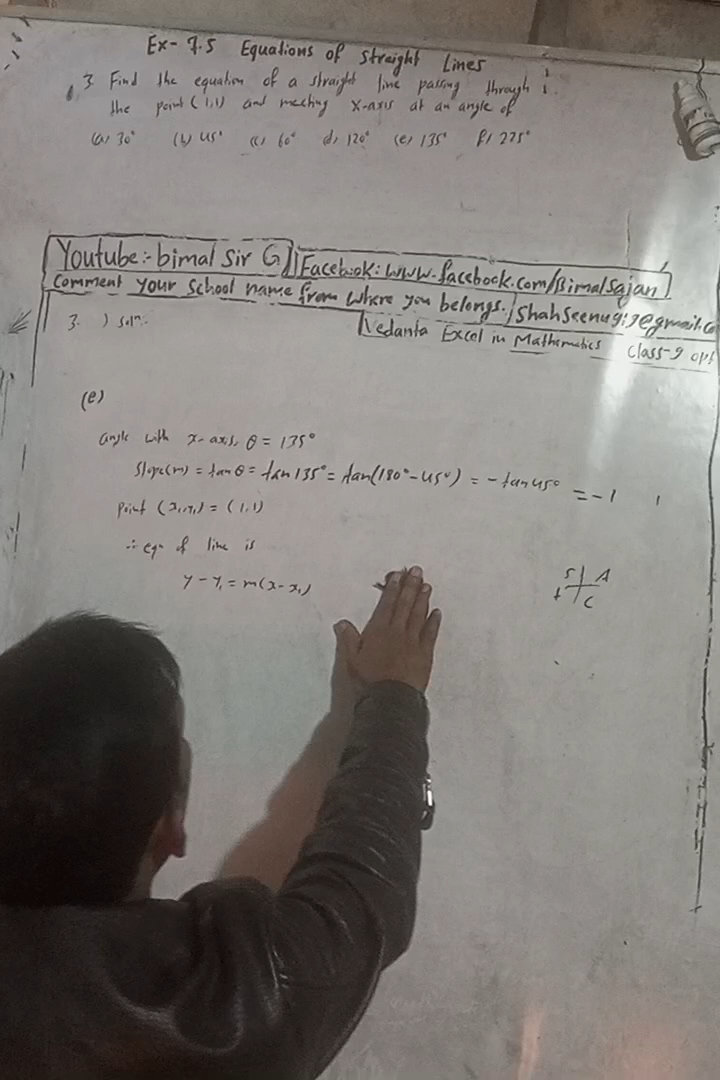 Ex- 7.5 Equations of Straight Lines
3 Find the equation of a straight line passing through
the point (1,1) and meeting X-axis at an angle of
(a) 30° (b) 45° (c) 60° d) 120° (e) 135° f) 225°
Youtube:- bimal Sir G
Facebook: www.facebook.com/Bimalsajan
Comment your School name from where you belongs.
Shahseenu9i9@gmail.co
Vedanta Excel in Mathematics Class-9 opt
3. ) Solⁿ:
(e)
angle with x-axis, θ = 135°
Slope(m) = tan θ = tan 135° = tan(180° - 45°) = - tan 45° = -1
Point (x₁, y₁) = (1,1)
∴ eqⁿ of line is
y - y₁ = m(x - x₁)
S A
t C